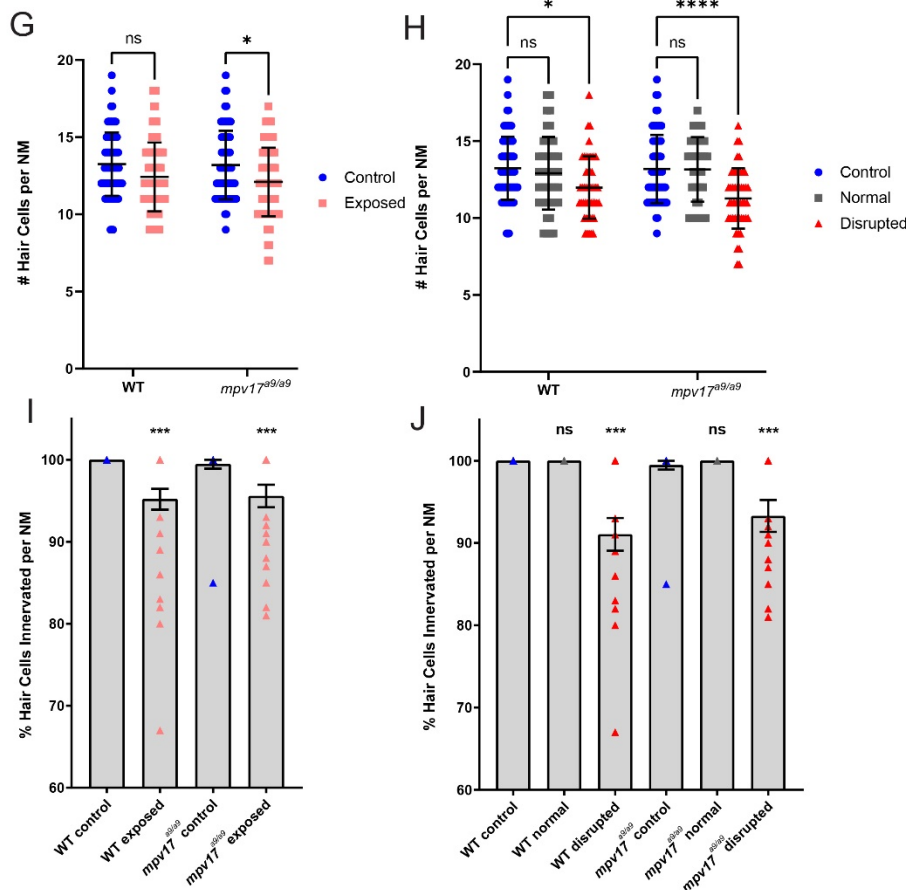 G
ns
*
20
15
10
5
0
# Hair Cells per NM
WT
mpv17a9/a9
Control
Exposed
H
*
****
ns
ns
20
15
10
5
0
# Hair Cells per NM
WT
mpv17a9/a9
Control
Normal
Disrupted
I
***
***
100
90
80
70
60
% Hair Cells Innervated per NM
WT control
WT exposed
mpv17a9/a9 control
mpv17a9/a9 exposed
J
ns
***
ns
***
100
90
80
70
60
% Hair Cells Innervated per NM
WT control
WT normal
WT disrupted
mpv17a9/a9 control
mpv17a9/a9 normal
mpv17a9/a9 disrupted